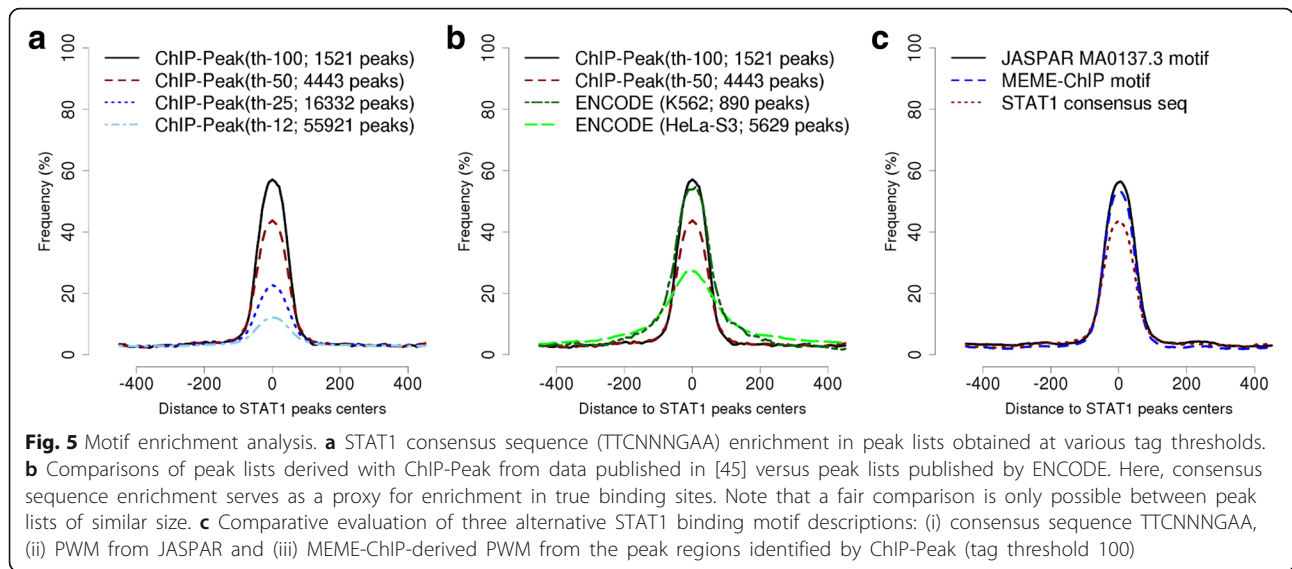 a
100
80
60
40
20
0
Frequency (%)
ChIP-Peak(th-100; 1521 peaks)
ChIP-Peak(th-50; 4443 peaks)
ChIP-Peak(th-25; 16332 peaks)
ChIP-Peak(th-12; 55921 peaks)
-400 -200 0 200 400
Distance to STAT1 peaks centers
b
100
80
60
40
20
0
Frequency (%)
ChIP-Peak(th-100; 1521 peaks)
ChIP-Peak(th-50; 4443 peaks)
ENCODE (K562; 890 peaks)
ENCODE (HeLa-S3; 5629 peaks)
-400 -200 0 200 400
Distance to STAT1 peaks centers
c
100
80
60
40
20
0
Frequency (%)
JASPAR MA0137.3 motif
MEME-ChIP motif
STAT1 consensus seq
-400 -200 0 200 400
Distance to STAT1 peaks centers
Fig. 5 Motif enrichment analysis. a STAT1 consensus sequence (TTCNNNGAA) enrichment in peak lists obtained at various tag thresholds.
b Comparisons of peak lists derived with ChIP-Peak from data published in [45] versus peak lists published by ENCODE. Here, consensus
sequence enrichment serves as a proxy for enrichment in true binding sites. Note that a fair comparison is only possible between peak
lists of similar size. c Comparative evaluation of three alternative STAT1 binding motif descriptions: (i) consensus sequence TTCNNNGAA,
(ii) PWM from JASPAR and (iii) MEME-ChIP-derived PWM from the peak regions identified by ChIP-Peak (tag threshold 100)